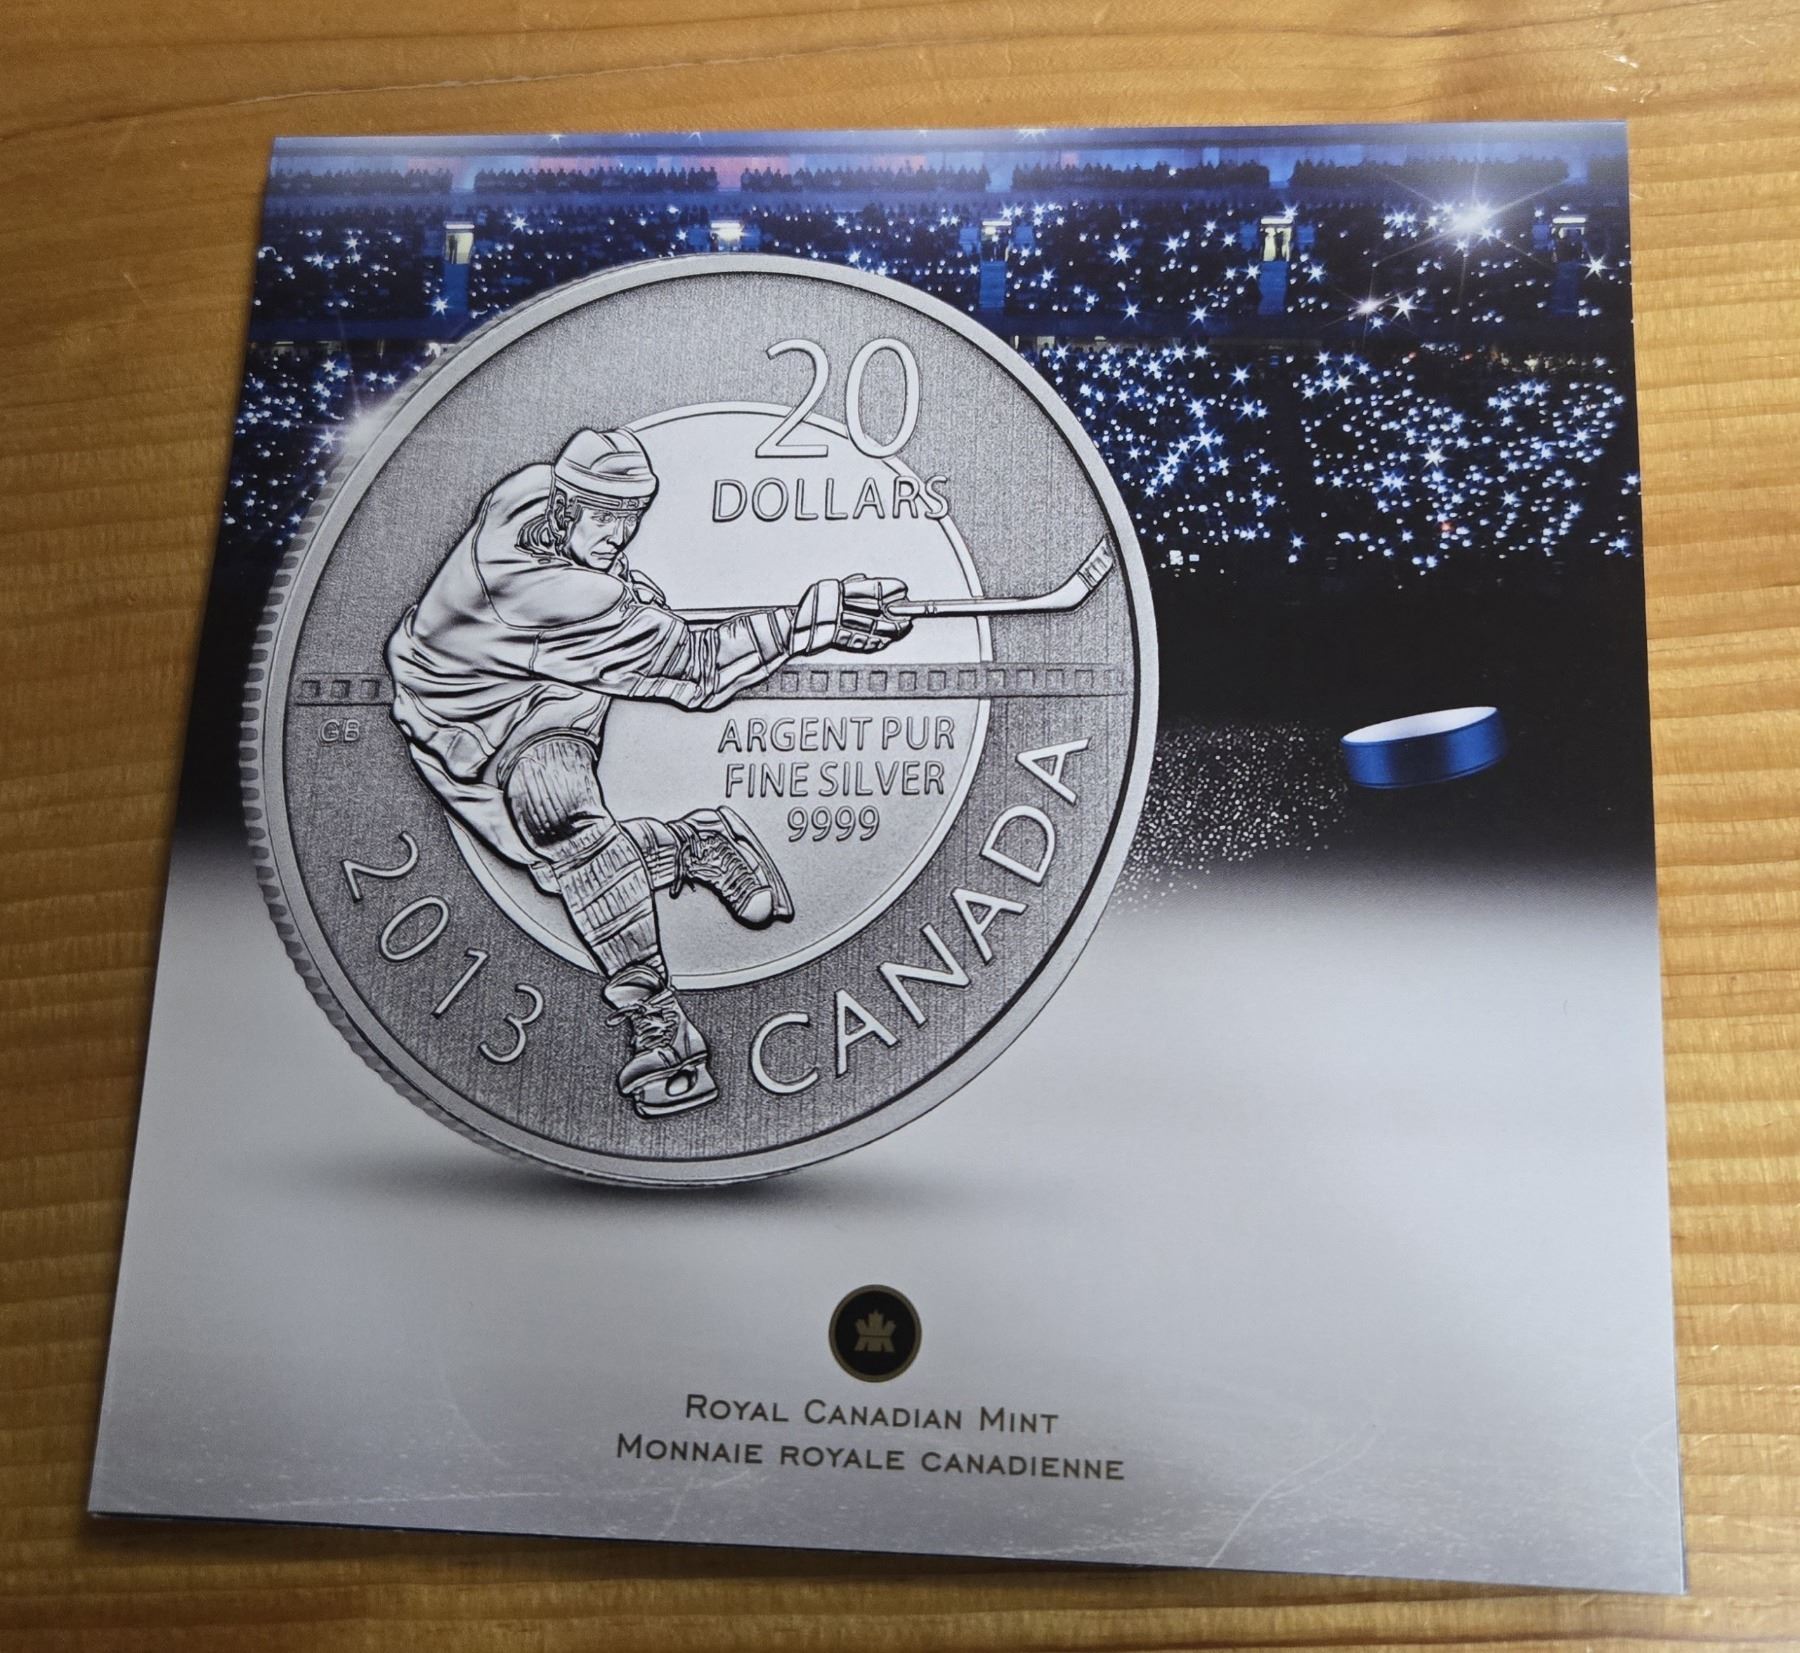 20
DOLLARS
ARGENT PUR
FINE SILVER
9999
GB
2013
CANADA
ROYAL CANADIAN MINT
MONNAIE ROYALE CANADIENNE